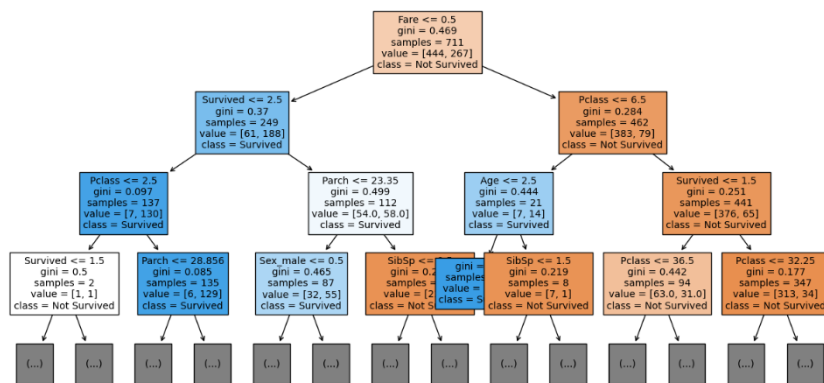 Fare <= 0.5
gini = 0.469
samples = 711
value = [444, 267]
class = Not Survived
Survived <= 2.5
gini = 0.37
samples = 249
value = [61, 188]
class = Survived
Pclass <= 6.5
gini = 0.284
samples = 462
value = [383, 79]
class = Not Survived
Pclass <= 2.5
gini = 0.097
samples = 137
value = [7, 130]
class = Survived
Parch <= 23.35
gini = 0.499
samples = 112
value = [54.0, 58.0]
class = Survived
Age <= 2.5
gini = 0.444
samples = 21
value = [7, 14]
class = Survived
Survived <= 1.5
gini = 0.251
samples = 441
value = [376, 65]
class = Not Survived
Survived <= 1.5
gini = 0.5
samples = 2
value = [1, 1]
class = Not Survived
Parch <= 28.856
gini = 0.085
samples = 135
value = [6, 129]
class = Survived
Sex_male <= 0.5
gini = 0.465
samples = 87
value = [32, 55]
class = Survived
SibSp
gini =
samples
value =
class = Not
gini =
samples
value =
class =
SibSp <= 1.5
gini = 0.219
samples = 8
value = [7, 1]
class = Not Survived
Pclass <= 36.5
gini = 0.442
samples = 94
value = [63.0, 31.0]
class = Not Survived
Pclass <= 32.25
gini = 0.177
samples = 347
value = [313, 34]
class = Not Survived
(...)
(...)
(...)
(...)
(...)
(...)
(...)
(...)
(...)
(...)
(...)
(...)
(...)
(...)